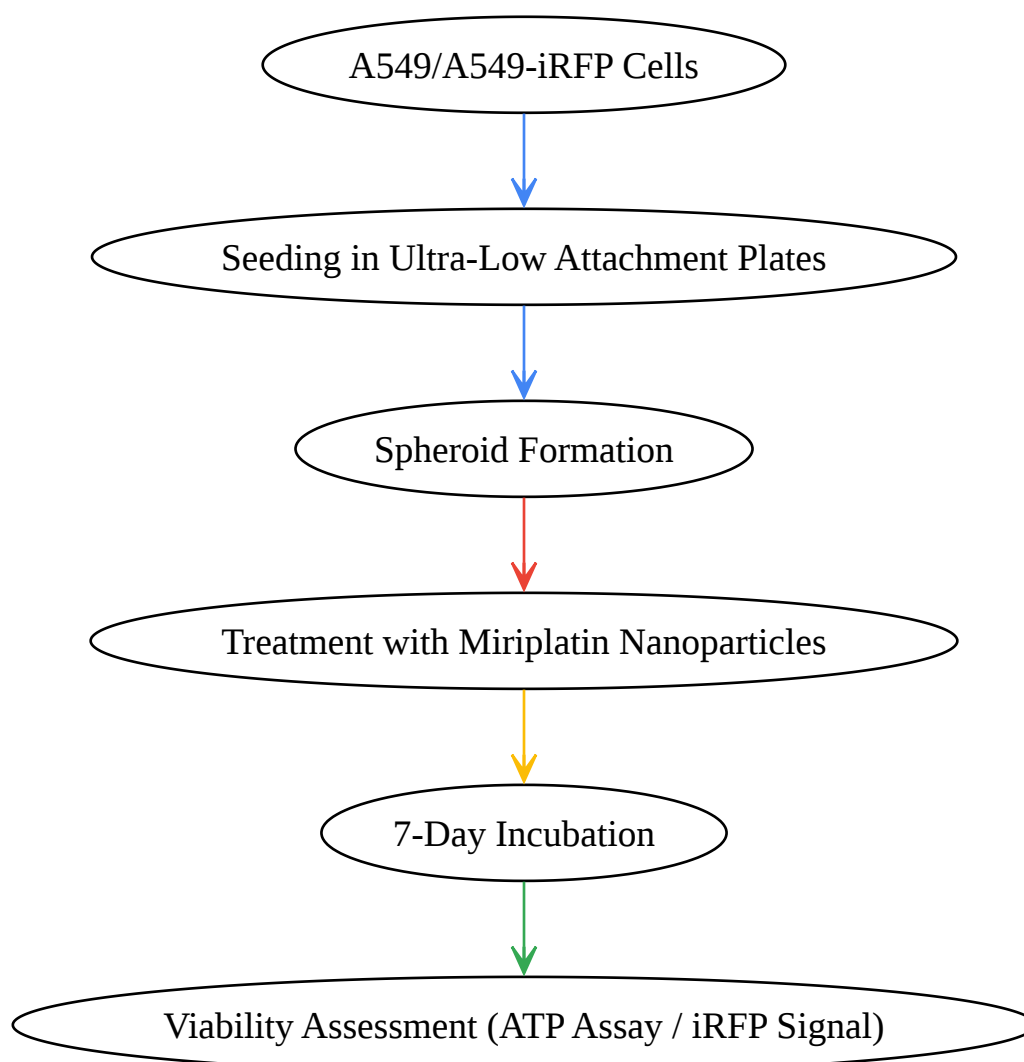 A549/A549-iRFP Cells
Seeding in Ultra-Low Attachment Plates
Spheroid Formation
Treatment with Miriplatin Nanoparticles
7-Day Incubation
Viability Assessment (ATP Assay / iRFP Signal)